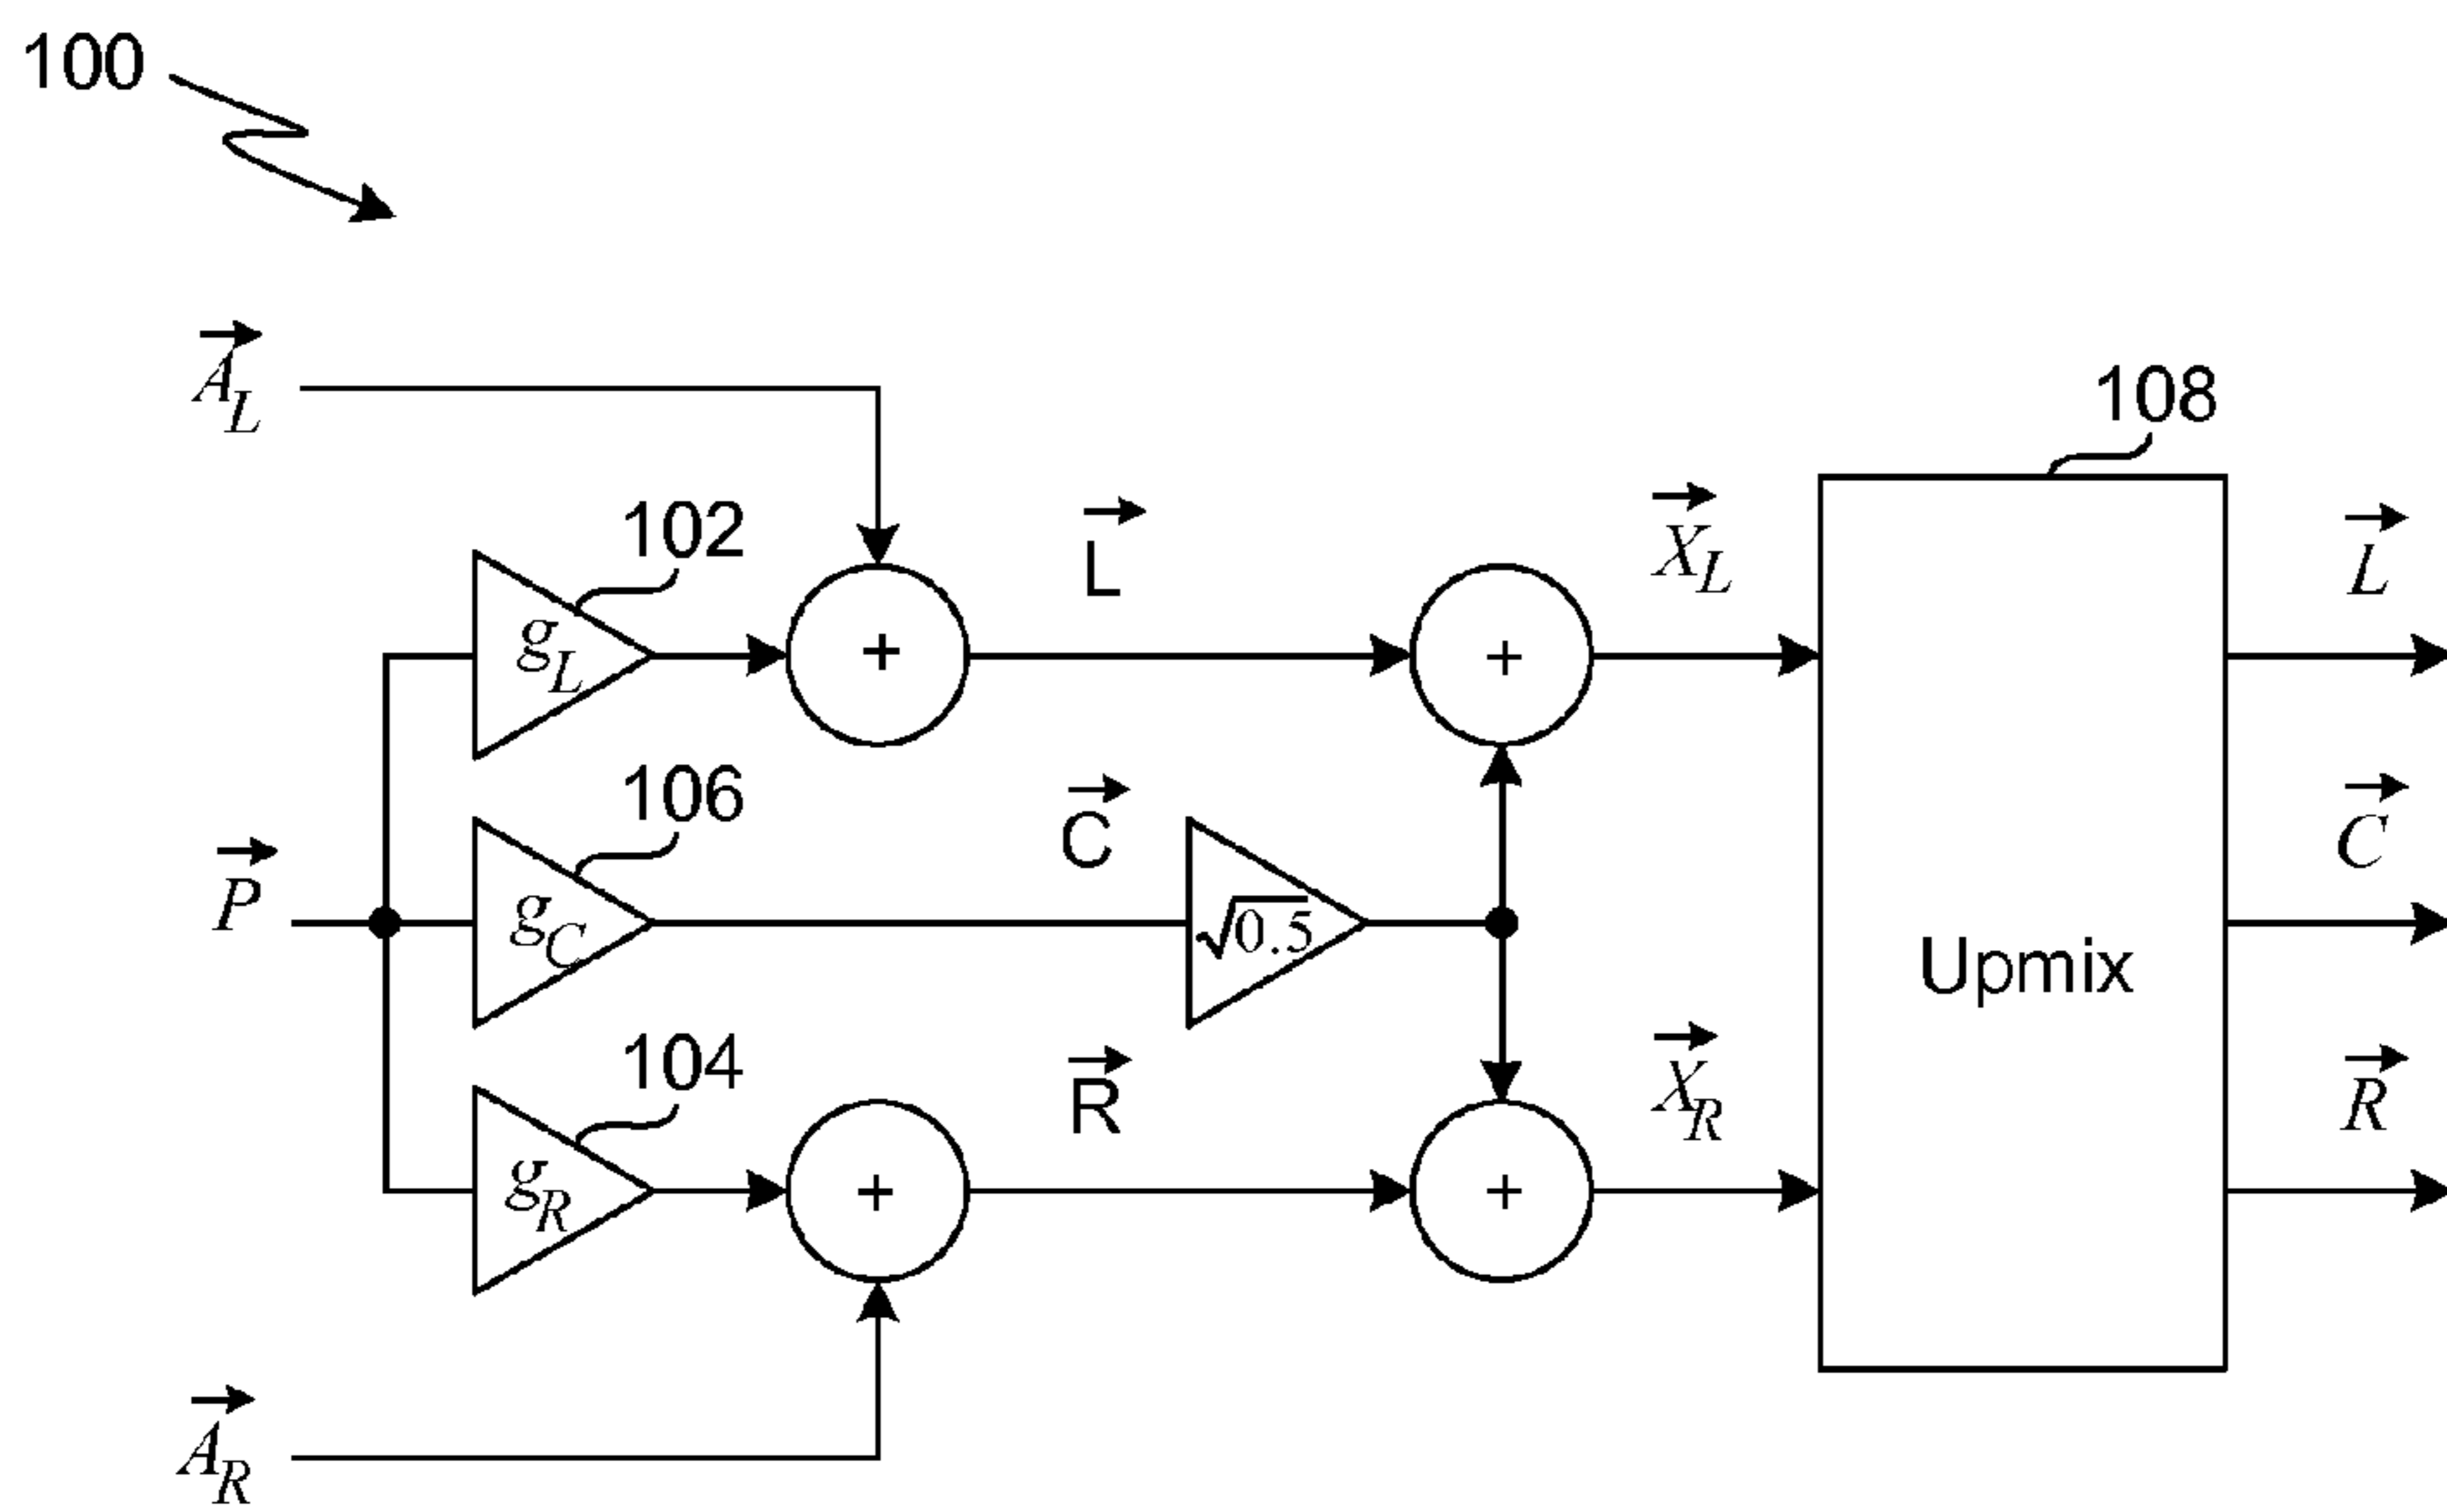 100
A_L
108
102
L
X_L
L
g_L
106
C
C
P
g_C
√0.5
Upmix
104
R
X_R
R
g_R
A_R
+
+
+
+